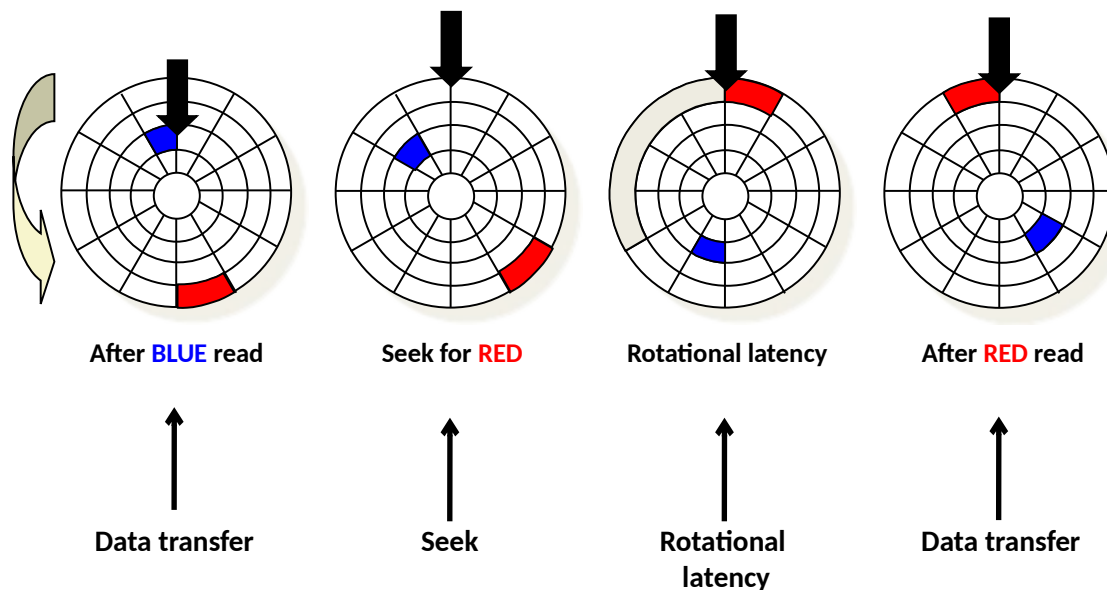 After BLUE read
Seek for RED
Rotational latency
After RED read
Data transfer
Seek
Rotational
latency
Data transfer